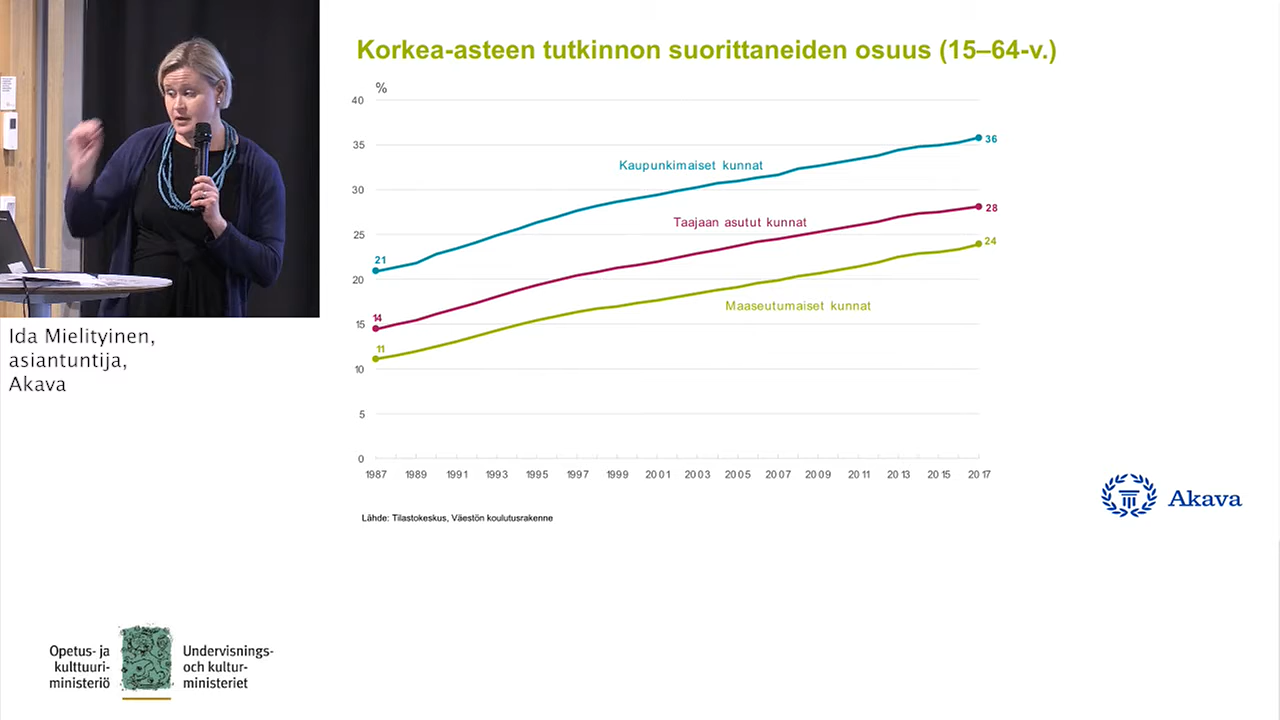 Korkea-asteen tutkinnon suorittaneiden osuus (15–64-v.)
%
40
35
30
25
20
15
10
5
0
Kaupunkimaiset kunnat
36
Taajaan asutut kunnat
28
24
Maaseutumaiset kunnat
21
14
11
1987 1989 1991 1993 1995 1997 1999 2001 2003 2005 2007 2009 2011 2013 2015 2017
Lähde: Tilastokeskus, Väestön koulutusrakenne
Akava
Ida Mielityinen,
asiantuntija,
Akava
Opetus- ja
kulttuuri-
ministeriö
Undervisnings-
och kultur-
ministeriet